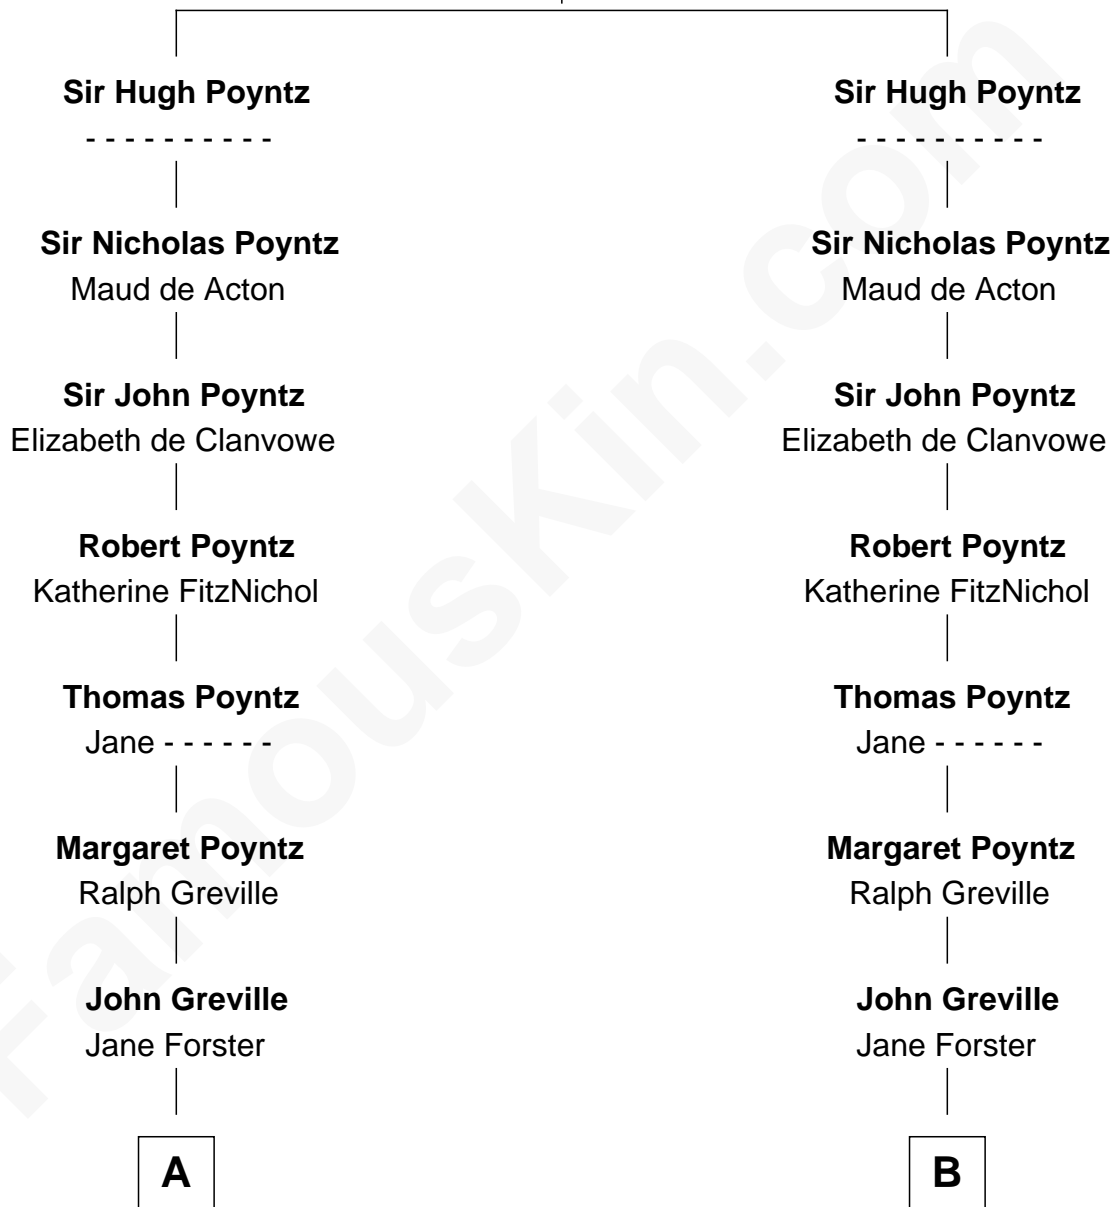 Sir Hugh Poyntz Sir Hugh Poyntz
- - - - - - - - - - - - - - - - - - - -
Sir Nicholas Poyntz Sir Nicholas Poyntz
Maud de Acton Maud de Acton
Sir John Poyntz Sir John Poyntz
Elizabeth de Clanvowe Elizabeth de Clanvowe
Robert Poyntz Robert Poyntz
Katherine FitzNichol Katherine FitzNichol
Thomas Poyntz Thomas Poyntz
Jane - - - - - - Jane - - - - - -
Margaret Poyntz Margaret Poyntz
Ralph Greville Ralph Greville
John Greville John Greville
Jane Forster Jane Forster
A B
FamousKin.com